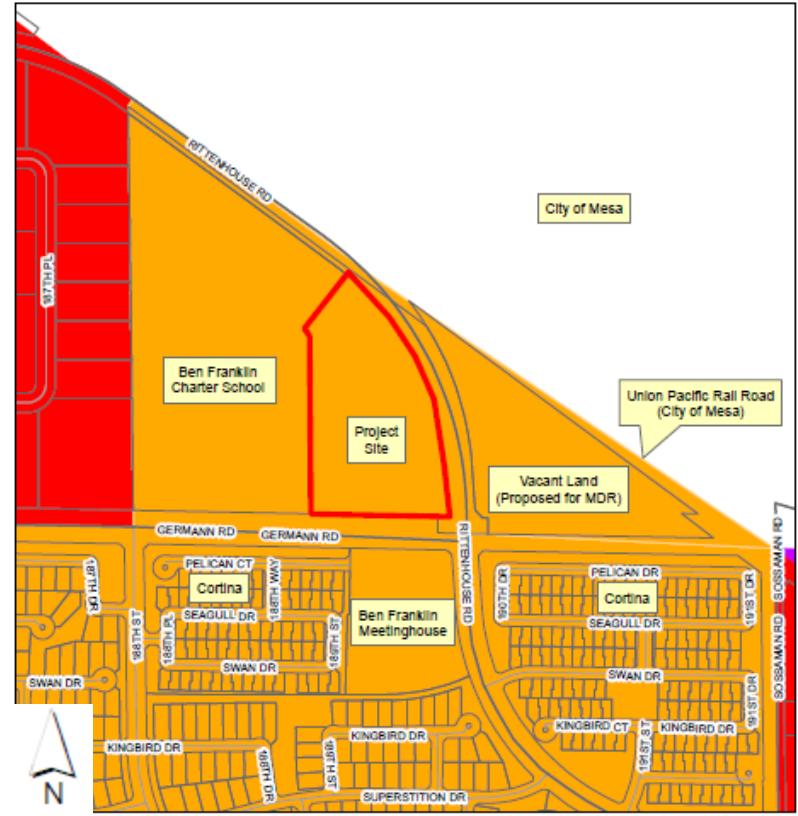 RITTENHOUSE RD
City of Mesa
187TH PL
Ben Franklin
Charter School
Union Pacific Rail Road
(City of Mesa)
Project
Site
Vacant Land
(Proposed for MDR)
SOSSAMAN RD
GERMANN RD
GERMANN RD
RITTENHOUSE RD
PELICAN CT
PELICAN DR
187TH DR
188TH WAY
Cortina
190TH DR
Cortina
191ST DR
188TH ST
188TH PL
SEAGULL DR
189TH ST
Ben Franklin
Meetinghouse
SEAGULL DR
SOSSAMAN RD
SWAN DR
SWAN DR
SWAN DR
191ST DR
KINGBIRD DR
188TH DR
189TH ST
KINGBIRD DR
KINGBIRD CT
191ST ST
KINGBIRD DR
SUPERSTITION DR
N